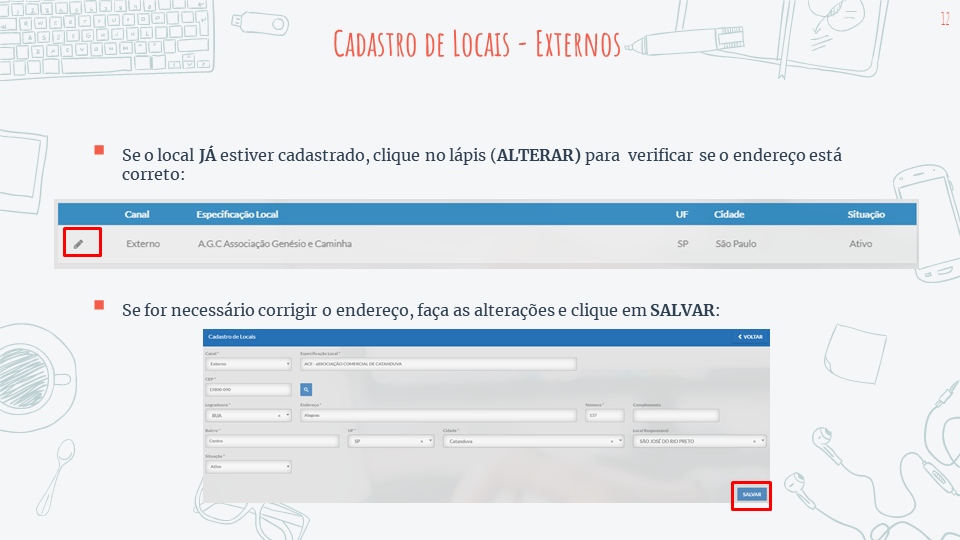 12
Cadastro de Locais - Externos
Se o local JÁ estiver cadastrado, clique no lápis (ALTERAR) para verificar se o endereço está
correto:
Canal Especificação Local UF Cidade Situação
Externo A.G.C Associação Genésio e Caminha SP São Paulo Ativo
Se for necessário corrigir o endereço, faça as alterações e clique em SALVAR:
Cadastro de Locais VOLTAR
Canal * Especificação Local *
Externo ACE - ASSOCIAÇÃO COMERCIAL DE CATANDUVA
CEP *
15800-090
Logradouro * Endereço * Número * Complemento
RUA Alagoas 137
Bairro * UF * Cidade * Local Responsável
Centro SP Catanduva SÃO JOSÉ DO RIO PRETO
Situação *
Ativo
SALVAR